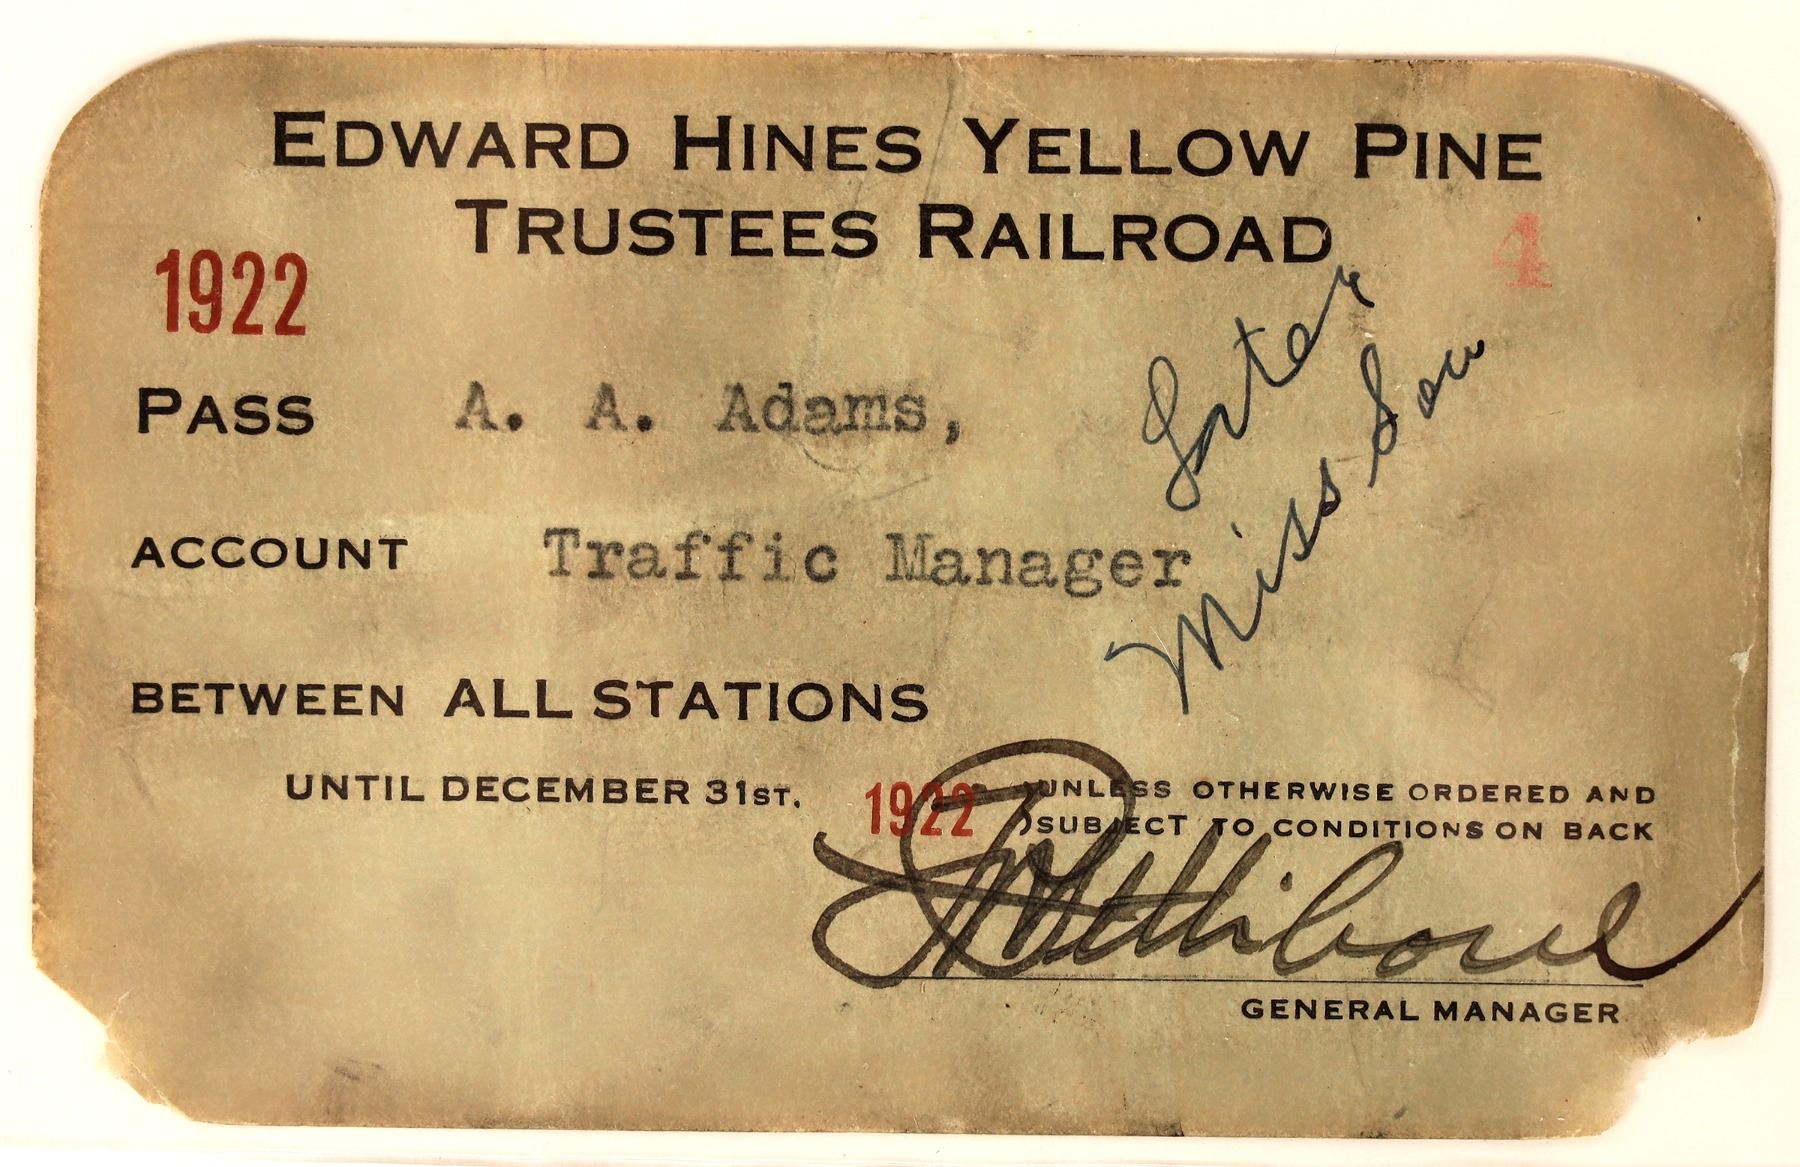 EDWARD HINES YELLOW PINE
TRUSTEES RAILROAD
4
1922
PASS A. A. Adams,
ACCOUNT Traffic Manager
Miss Sou
BETWEEN ALL STATIONS
UNTIL DECEMBER 31ST, 1922 UNLESS OTHERWISE ORDERED AND
SUBJECT TO CONDITIONS ON BACK
GENERAL MANAGER